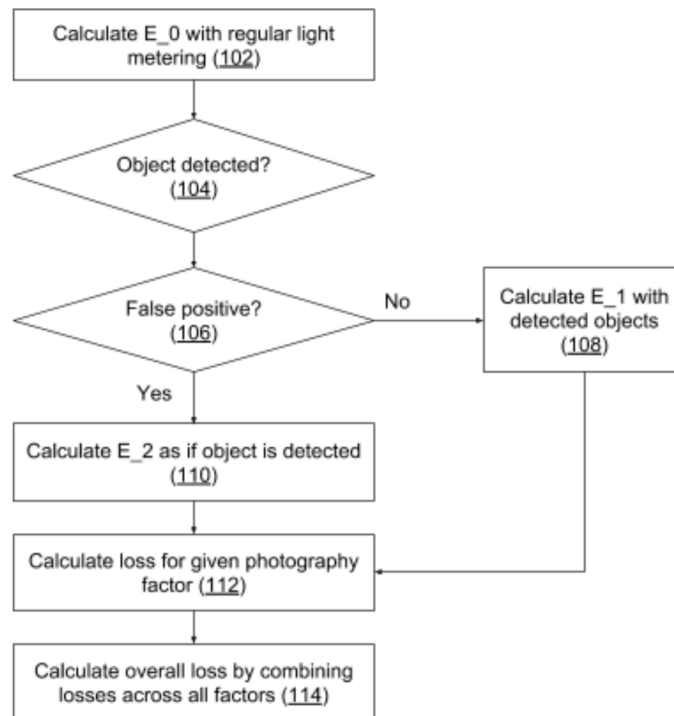 Calculate E_0 with regular light
metering (102)
Object detected?
(104)
False positive?
(106)
No
Calculate E_1 with
detected objects
(108)
Yes
Calculate E_2 as if object is detected
(110)
Calculate loss for given photography
factor (112)
Calculate overall loss by combining
losses across all factors (114)